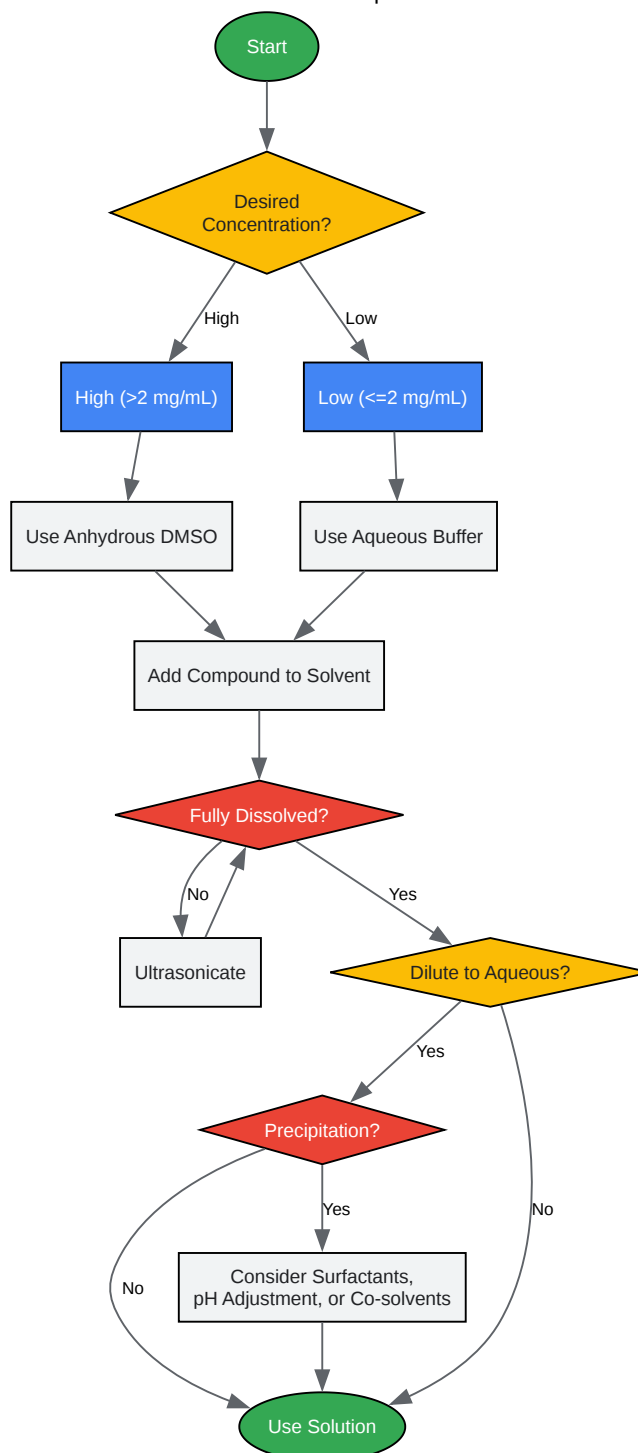 Start
Desired
Concentration?
High
Low
High (>2 mg/mL)
Low (<=2 mg/mL)
Use Anhydrous DMSO
Use Aqueous Buffer
Add Compound to Solvent
Fully Dissolved?
No
Yes
Ultrasonicate
Dilute to Aqueous?
Yes
Precipitation?
Yes
No
Consider Surfactants,
pH Adjustment, or Co-solvents
No
Use Solution